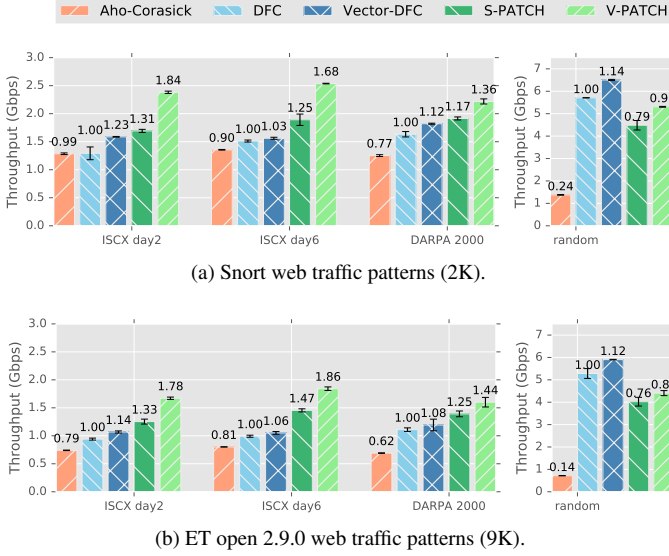 Aho-Corasick DFC Vector-DFC S-PATCH V-PATCH
Throughput (Gbps)
3.0
2.5
2.0
1.5
1.0
0.5
0.0
0.99 1.00 1.23 1.31 1.84
0.90 1.00 1.03 1.25 1.68
0.77 1.00 1.12 1.17 1.36
ISCX day2 ISCX day6 DARPA 2000
Throughput (Gbps)
7
6
5
4
3
2
1
0
0.24 1.00 1.14 0.79 0.9
random
(a) Snort web traffic patterns (2K).
Throughput (Gbps)
3.0
2.5
2.0
1.5
1.0
0.5
0.0
0.79 1.00 1.14 1.33 1.78
0.81 1.00 1.06 1.47 1.86
0.62 1.00 1.08 1.25 1.44
ISCX day2 ISCX day6 DARPA 2000
Throughput (Gbps)
7
6
5
4
3
2
1
0
0.14 1.00 1.12 0.76 0.8
random
(b) ET open 2.9.0 web traffic patterns (9K).